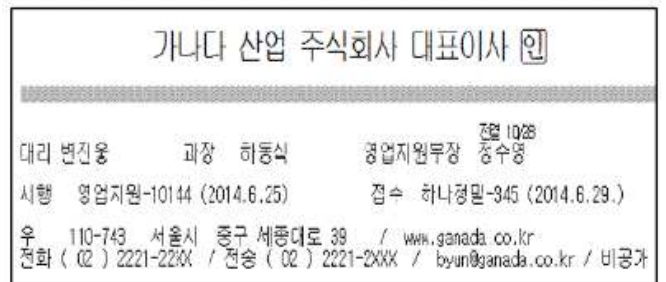 가나다 산업 주식회사 대표이사 인
전결 10/28
대리 변진웅 과장 하동식 영업지원부장 정수영
시행 영업지원-10144 (2014.6.25) 접수 하나정밀-345 (2014.6.29.)
우 110-743 서울시 중구 세종대로 39 / www.ganada.co.kr
전화 ( 02 ) 2221-22XX / 전송 ( 02 ) 2221-2XXX / byun@ganada.co.kr / 비공개